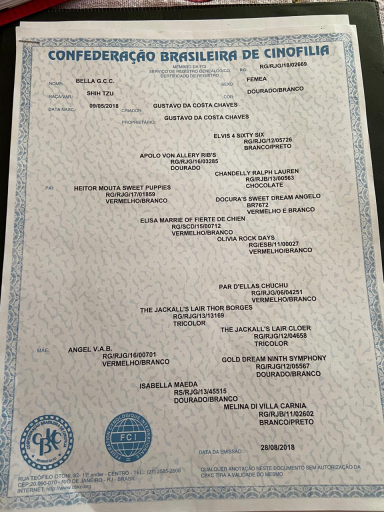 CONFEDERAÇÃO BRASILEIRA DE CINOFILIA
MEMBRO DA FCI
SERVIÇO DE REGISTRO GENEALÓGICO
CERTIFICADO DE REGISTRO
RG: RG/RJG/18/02669
NOME: BELLA G.C.C. SEXO: FEMEA
RAÇA/VAR.: SHIH TZU COR: DOURADO/BRANCO
DATA NASC.: 09/05/2018 CRIADOR: GUSTAVO DA COSTA CHAVES
PROPRIETÁRIO: GUSTAVO DA COSTA CHAVES
ELVIS 4 SIXTY SIX
RG/RJG/12/05726
BRANCO/PRETO
APOLO VON ALLERY RIB'S
RG/RJG/16/03285
DOURADO
CHANDELLY RALPH LAUREN
RG/RJB/13/00563
CHOCOLATE
PAI: HEITOR MOUTA SWEET PUPPIES
RG/RJG/17/01859
VERMELHO/BRANCO
DOCURA'S SWEET DREAM ANGELO
BR7672
VERMELHO E BRANCO
ELISA MARRIE OF FIERTE DE CHIEN
RG/SCD/15/00712
VERMELHO/BRANCO
OLIVIA ROCK DAYS
RG/ESB/11/00027
VERMELHO/BRANCO
PAR D'ELLAS CHUCHU
RG/RJG/06/04251
VERMELHO/BRANCO
THE JACKALL'S LAIR THOR BORGES
RG/RJG/13/13169
TRICOLOR
THE JACKALL'S LAIR CLOER
RG/RJG/12/04658
TRICOLOR
MÃE: ANGEL V.A.B.
RG/RJG/16/00701
VERMELHO/BRANCO
GOLD DREAM NINTH SYMPHONY
RG/RJG/12/05567
DOURADO/BRANCO
ISABELLA MAEDA
RS/RJG/13/45515
DOURADO/BRANCO
MELINA DI VILLA CARNIA
RG/RJB/11/02602
BRANCO/PRETO
CBKC
FCI
DATA DA EMISSÃO: 28/08/2018
RUA TEÓFILO OTONI, 93 - 11º andar - CENTRO - TEL.: (21)
CEP 20.090-070 - RIO DE JANEIRO - RJ - BRASIL
INTERNET: http://www.cbkc.org
QUALQUER ANOTAÇÃO NESTE DOCUMENTO SEM AUTORIZAÇÃO DA
CBKC TIRA A VALIDADE DO MESMO